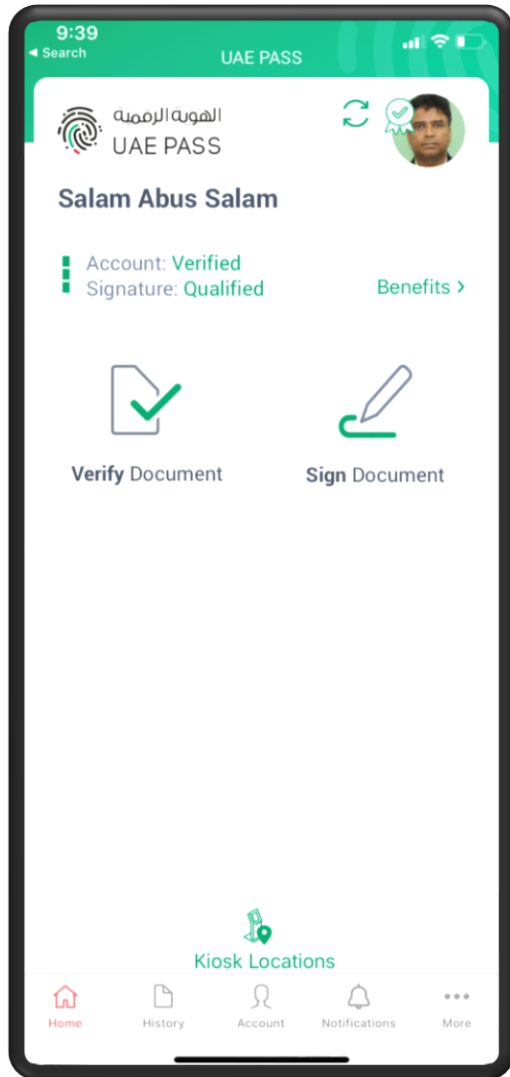 9:39
Search
UAE PASS
الهوية الرقمية
UAE PASS
Salam Abus Salam
Account: Verified
Signature: Qualified
Benefits
Verify Document
Sign Document
Kiosk Locations
Home
History
Account
Notifications
More